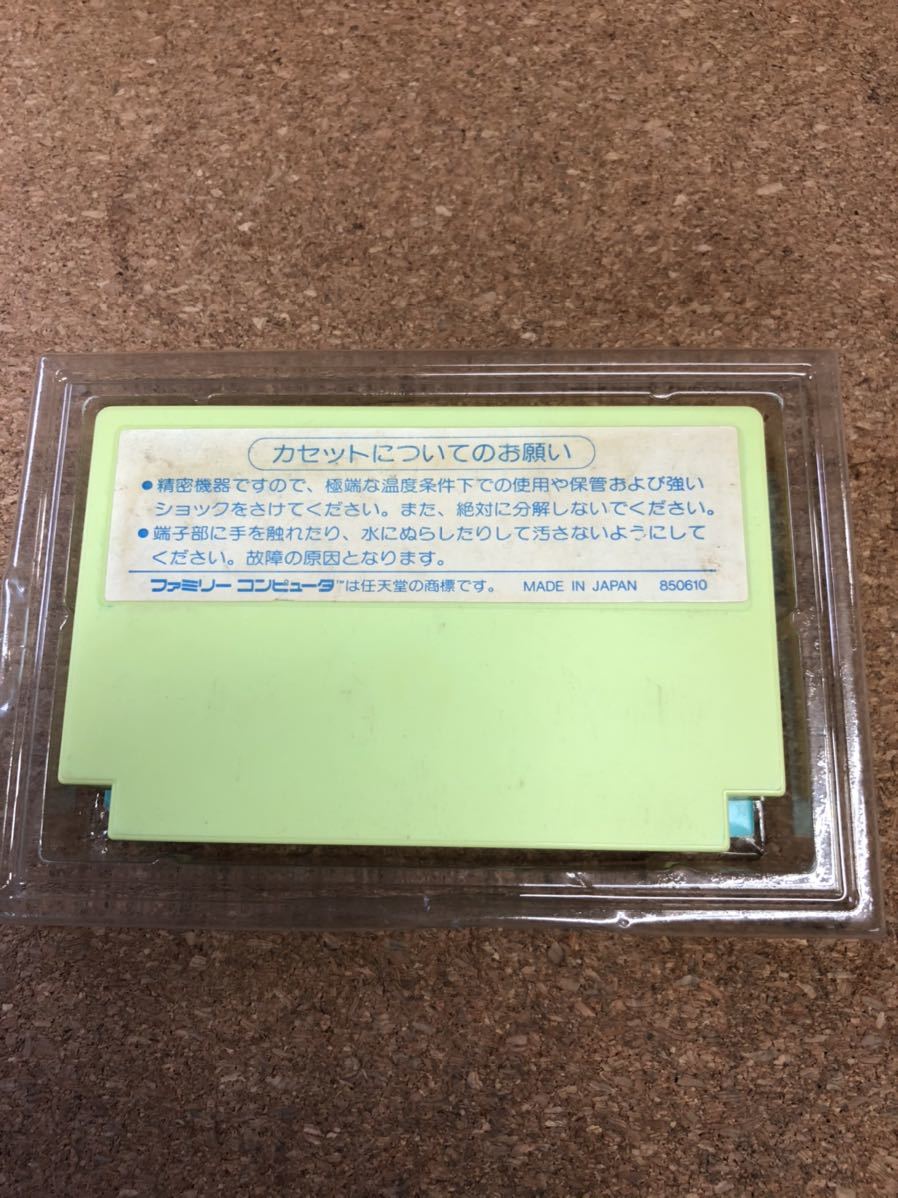 カセットについてのお願い
●精密機器ですので、極端な温度条件下での使用や保管および強い
ショックをさけてください。また、絶対に分解しないでください。
●端子部に手を触れたり、水にぬらしたりして汚さないようにして
ください。故障の原因となります。
ファミリーコンピュータ™は任天堂の商標です。 MADE IN JAPAN 850610